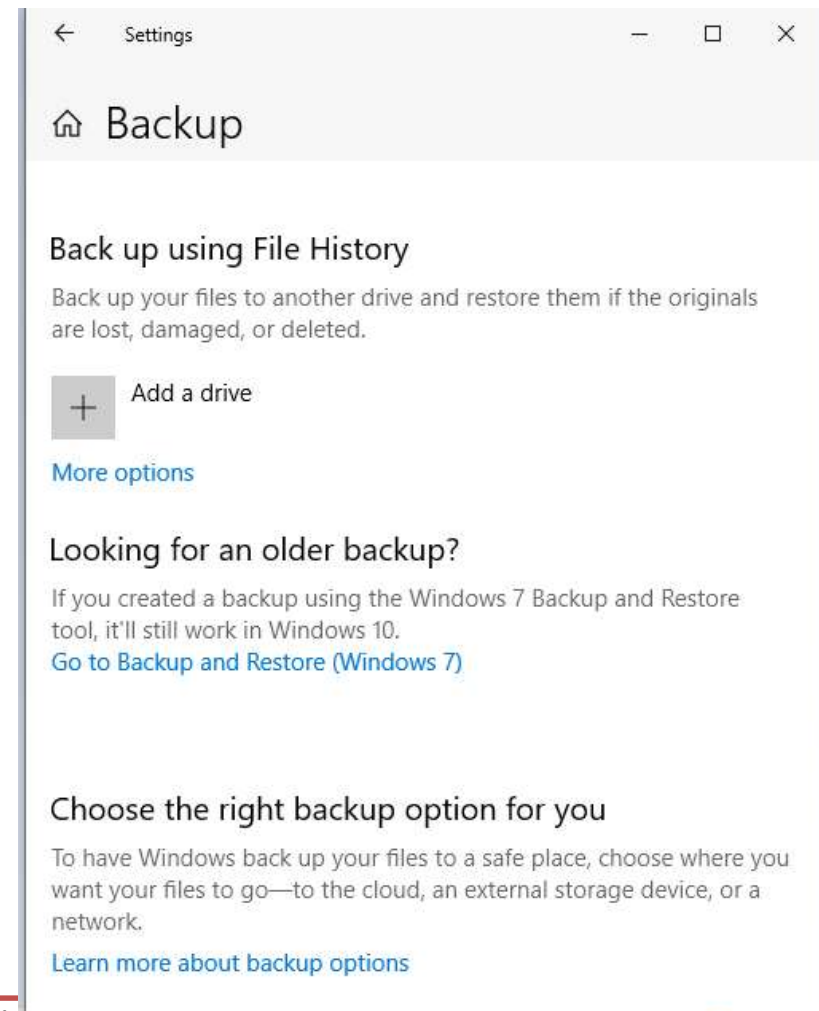 Settings
Backup
Back up using File History
Back up your files to another drive and restore them if the originals
are lost, damaged, or deleted.
Add a drive
More options
Looking for an older backup?
If you created a backup using the Windows 7 Backup and Restore
tool, it'll still work in Windows 10.
Go to Backup and Restore (Windows 7)
Choose the right backup option for you
To have Windows back up your files to a safe place, choose where you
want your files to go—to the cloud, an external storage device, or a
network.
Learn more about backup options